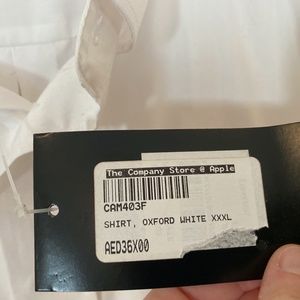 The Company Store @ Apple
CAM403F
SHIRT, OXFORD WHITE XXXL
AED36X00